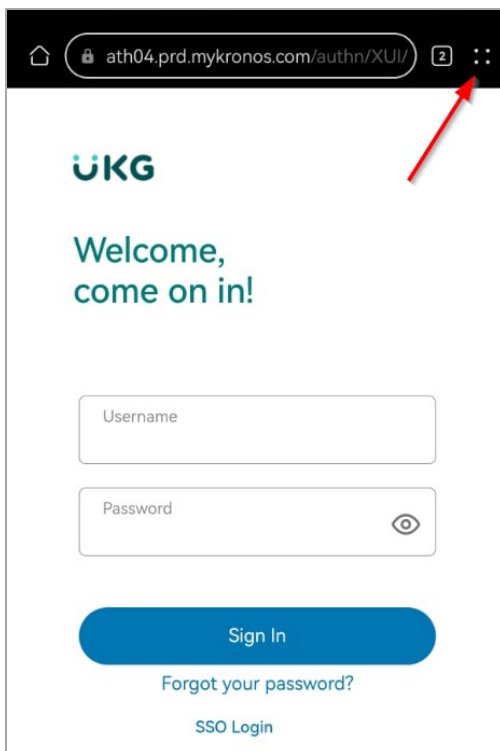 ath04.prd.mykronos.com/authn/XUI/ 2
UKG
Welcome,
come on in!
Username
Password
Sign In
Forgot your password?
SSO Login